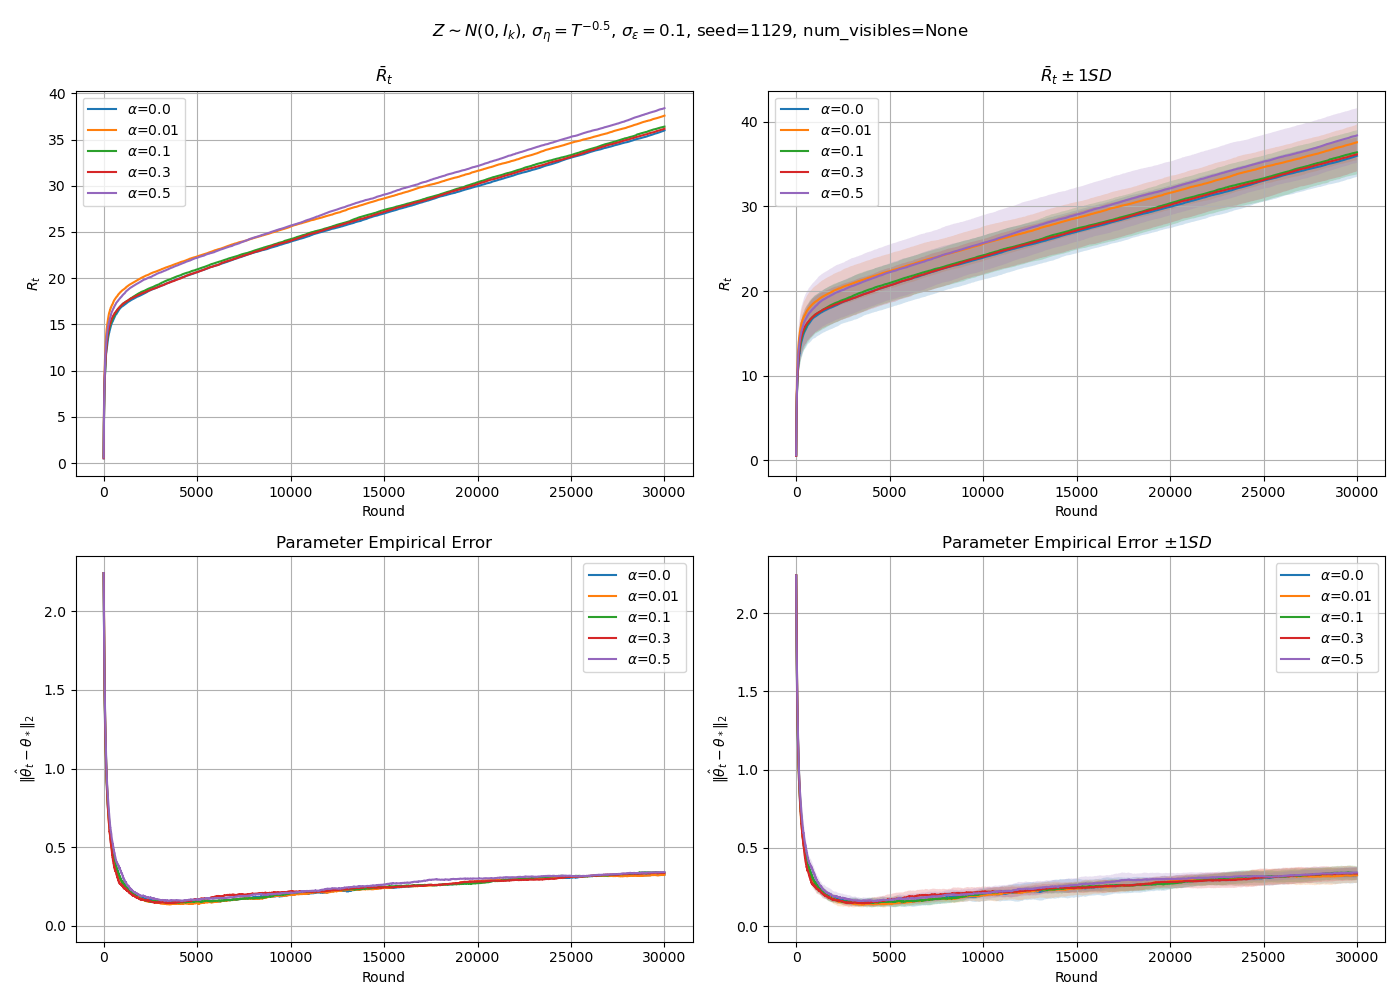 Z ~ N(0, I_k), σ_η = T^{-0.5}, σ_ε = 0.1, seed=1129, num_visibles=None
R̄_t
α=0.0
α=0.01
α=0.1
α=0.3
α=0.5
40
35
30
25
20
15
10
5
0
R_t
0 5000 10000 15000 20000 25000 30000
Round
R̄_t ± 1SD
α=0.0
α=0.01
α=0.1
α=0.3
α=0.5
40
30
20
10
0
R_t
0 5000 10000 15000 20000 25000 30000
Round
Parameter Empirical Error
α=0.0
α=0.01
α=0.1
α=0.3
α=0.5
2.0
1.5
1.0
0.5
0.0
‖θ̂_t − θ_*‖_2
0 5000 10000 15000 20000 25000 30000
Round
Parameter Empirical Error ±1SD
α=0.0
α=0.01
α=0.1
α=0.3
α=0.5
2.0
1.5
1.0
0.5
0.0
‖θ̂_t − θ_*‖_2
0 5000 10000 15000 20000 25000 30000
Round